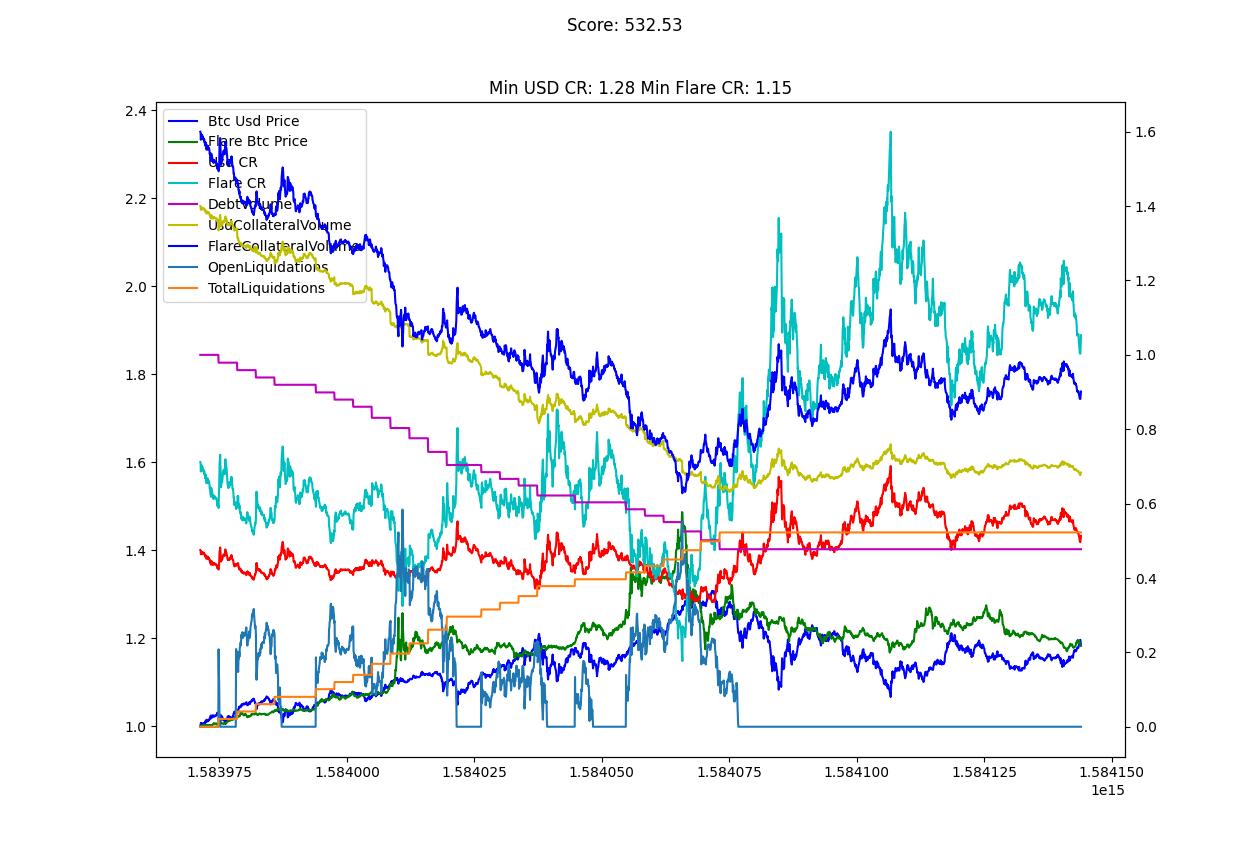 Score: 532.53
Min USD CR: 1.28 Min Flare CR: 1.15
2.4
2.2
2.0
1.8
1.6
1.4
1.2
1.0
Btc Usd Price
Flare Btc Price
Usd CR
Flare CR
DebtVolume
UsdCollateralVolume
FlareCollateralVolume
OpenLiquidations
TotalLiquidations
1.6
1.4
1.2
1.0
0.8
0.6
0.4
0.2
0.0
1.583975 1.584000 1.584025 1.584050 1.584075 1.584100 1.584125 1.584150
1e15